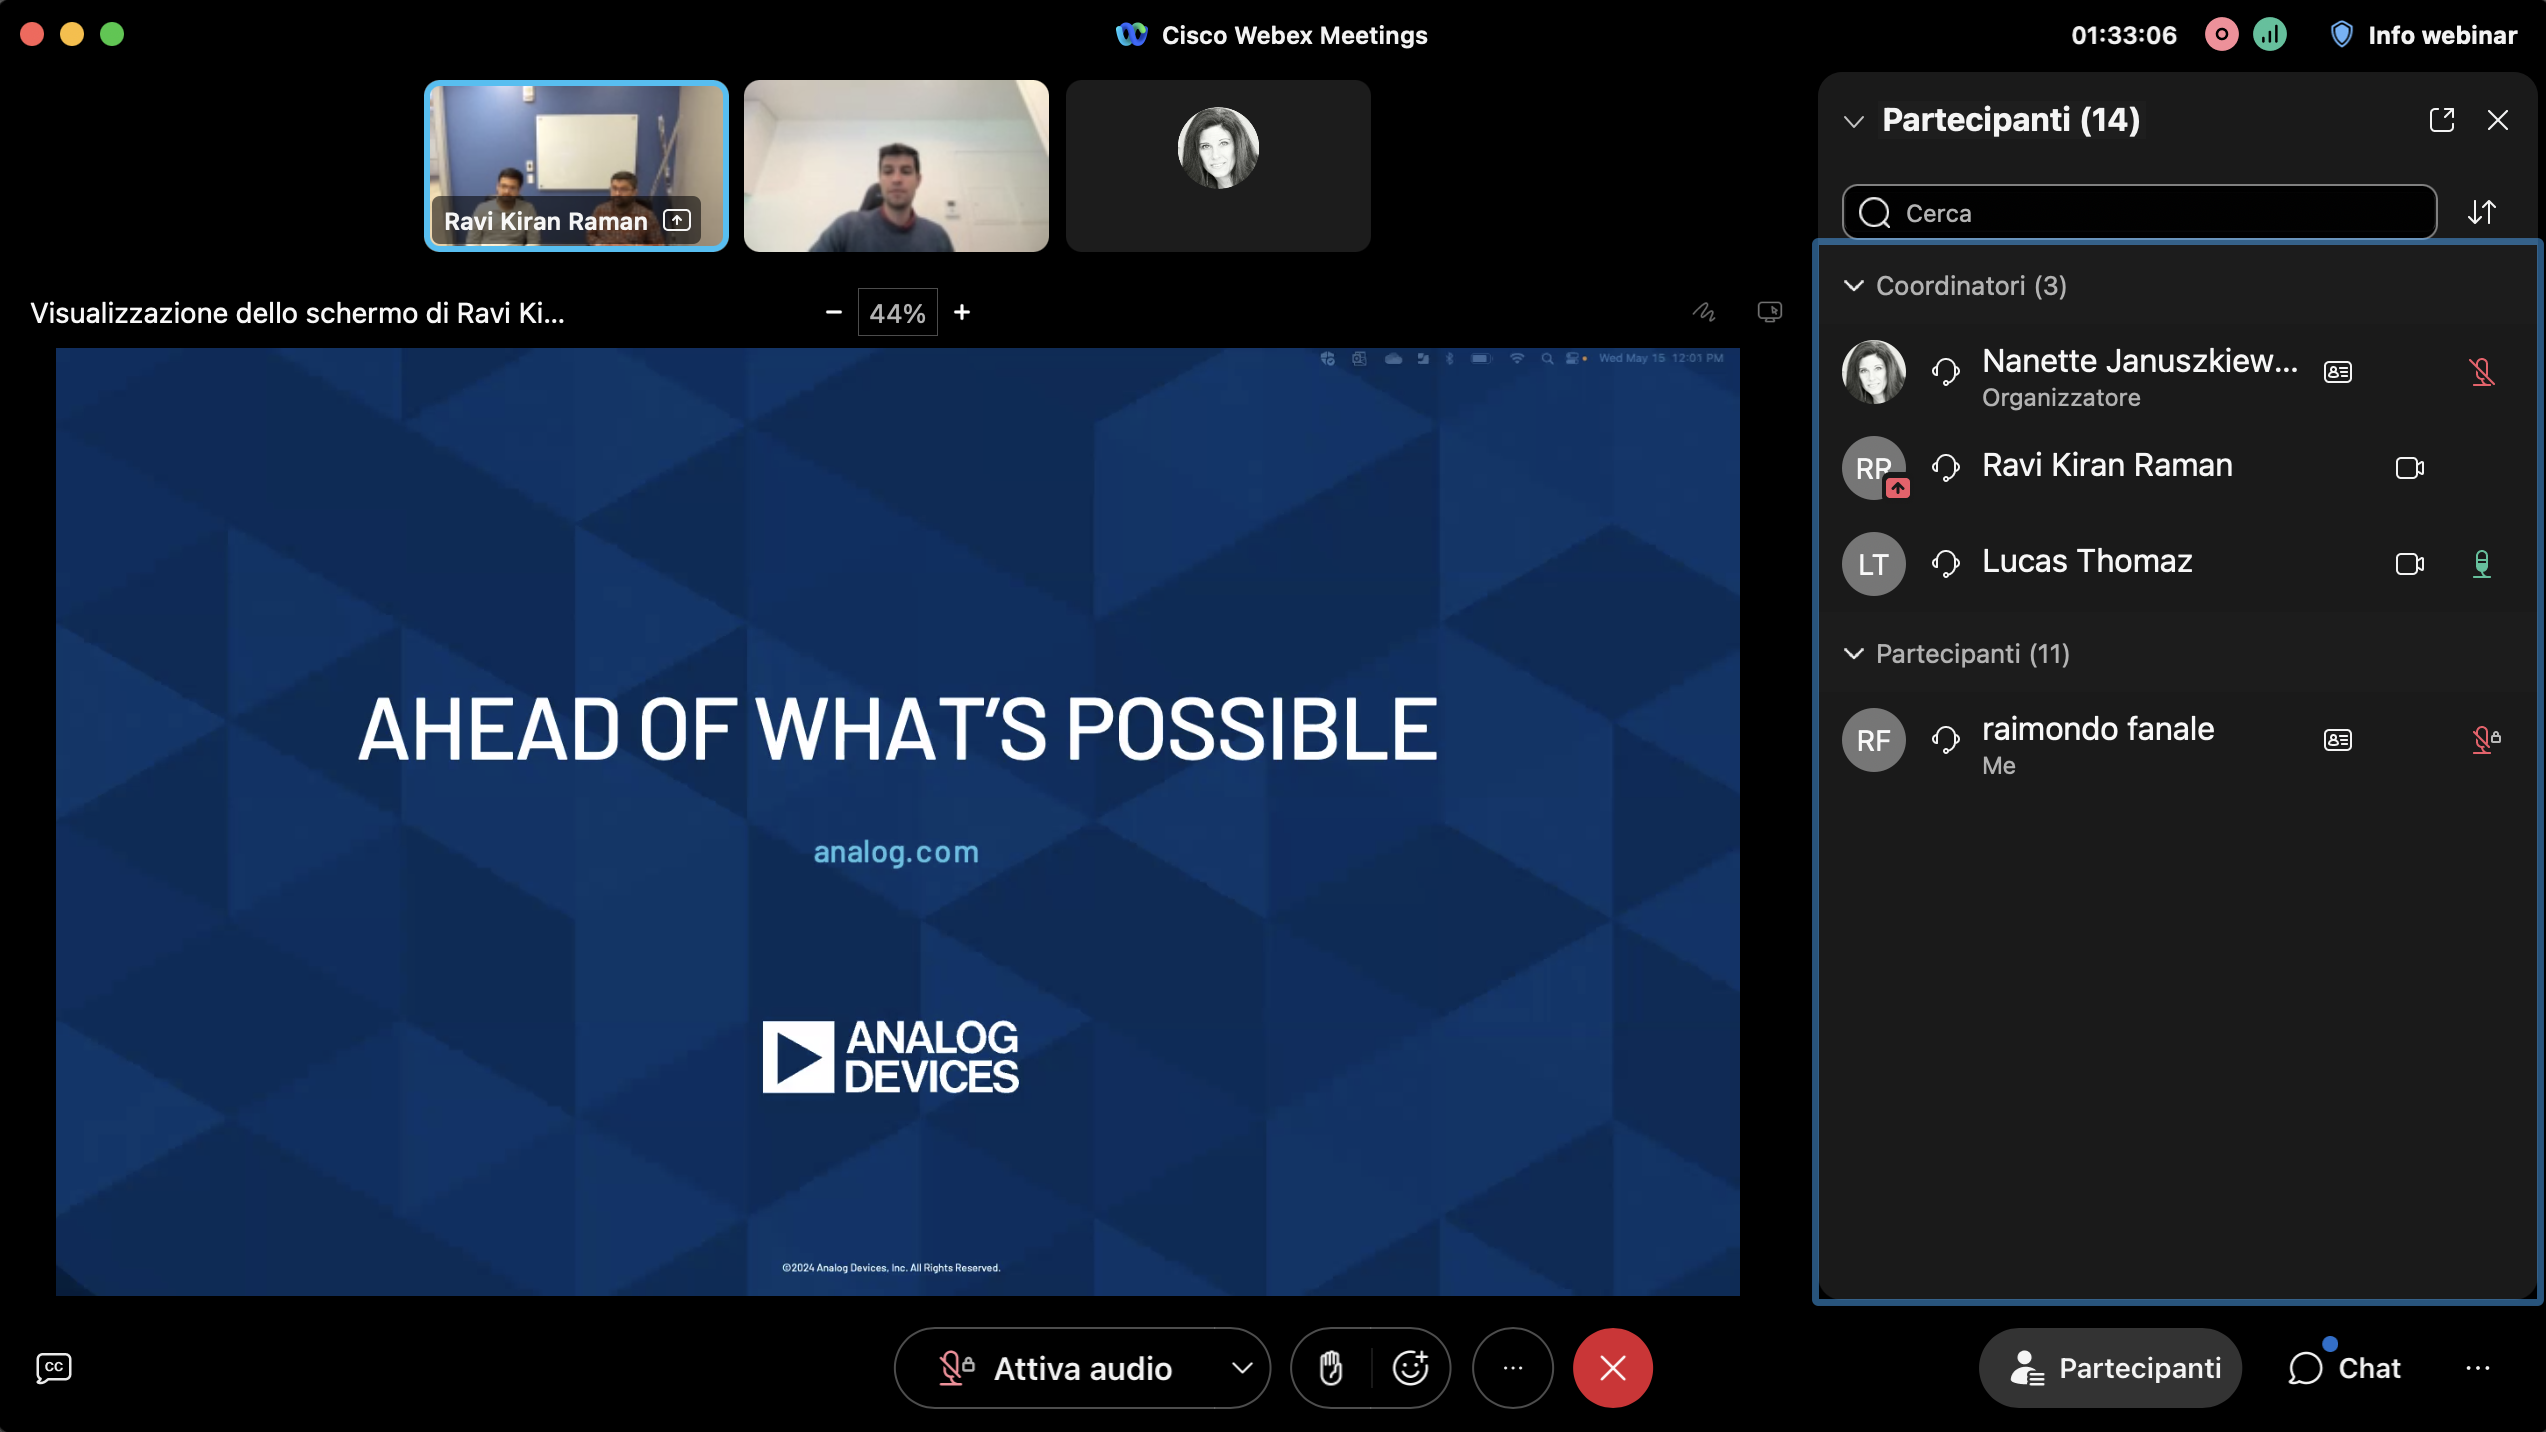 Cisco Webex Meetings
01:33:06
Info webinar
Ravi Kiran Raman
Visualizzazione dello schermo di Ravi Ki...
44%
Wed May 15 12:01 PM
AHEAD OF WHAT'S POSSIBLE
analog.com
ANALOG
DEVICES
©2024 Analog Devices, Inc. All Rights Reserved.
Partecipanti (14)
Cerca
Coordinatori (3)
Nanette Januszkiew...
Organizzatore
RR
Ravi Kiran Raman
LT
Lucas Thomaz
Partecipanti (11)
RF
raimondo fanale
Me
CC
Attiva audio
Partecipanti
Chat